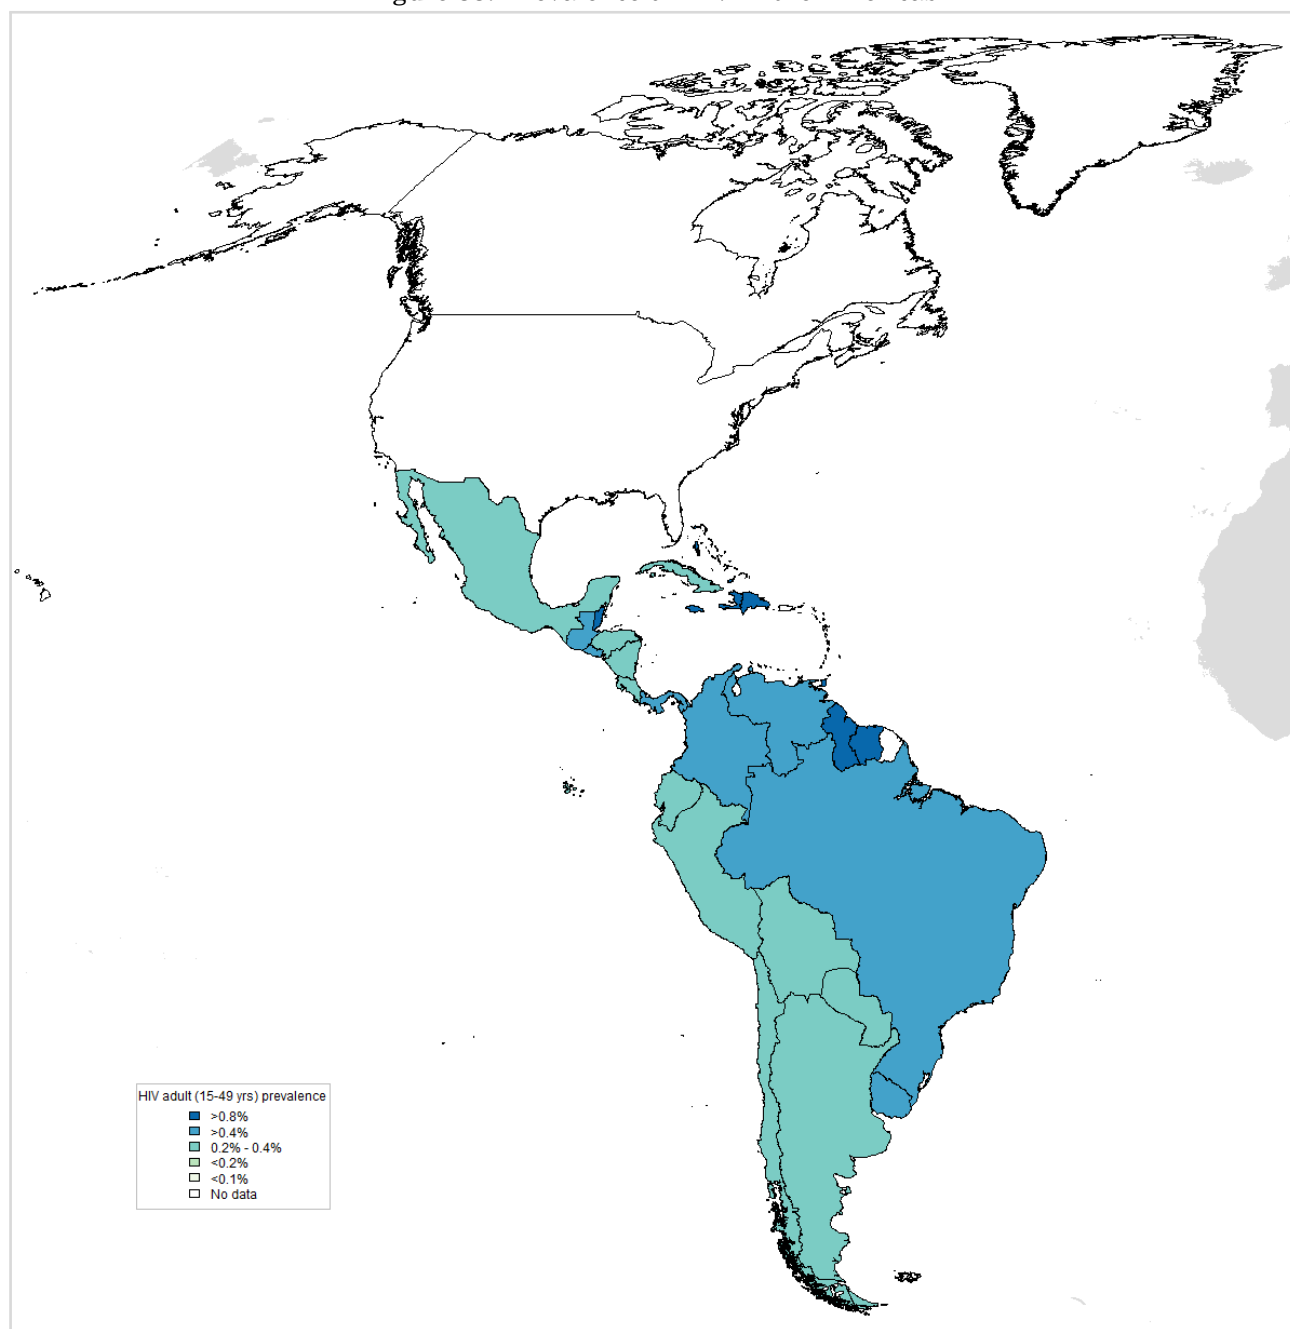 HIV adult (15-49 yrs) prevalence
>0.8%
>0.4%
0.2% - 0.4%
<0.2%
<0.1%
No data